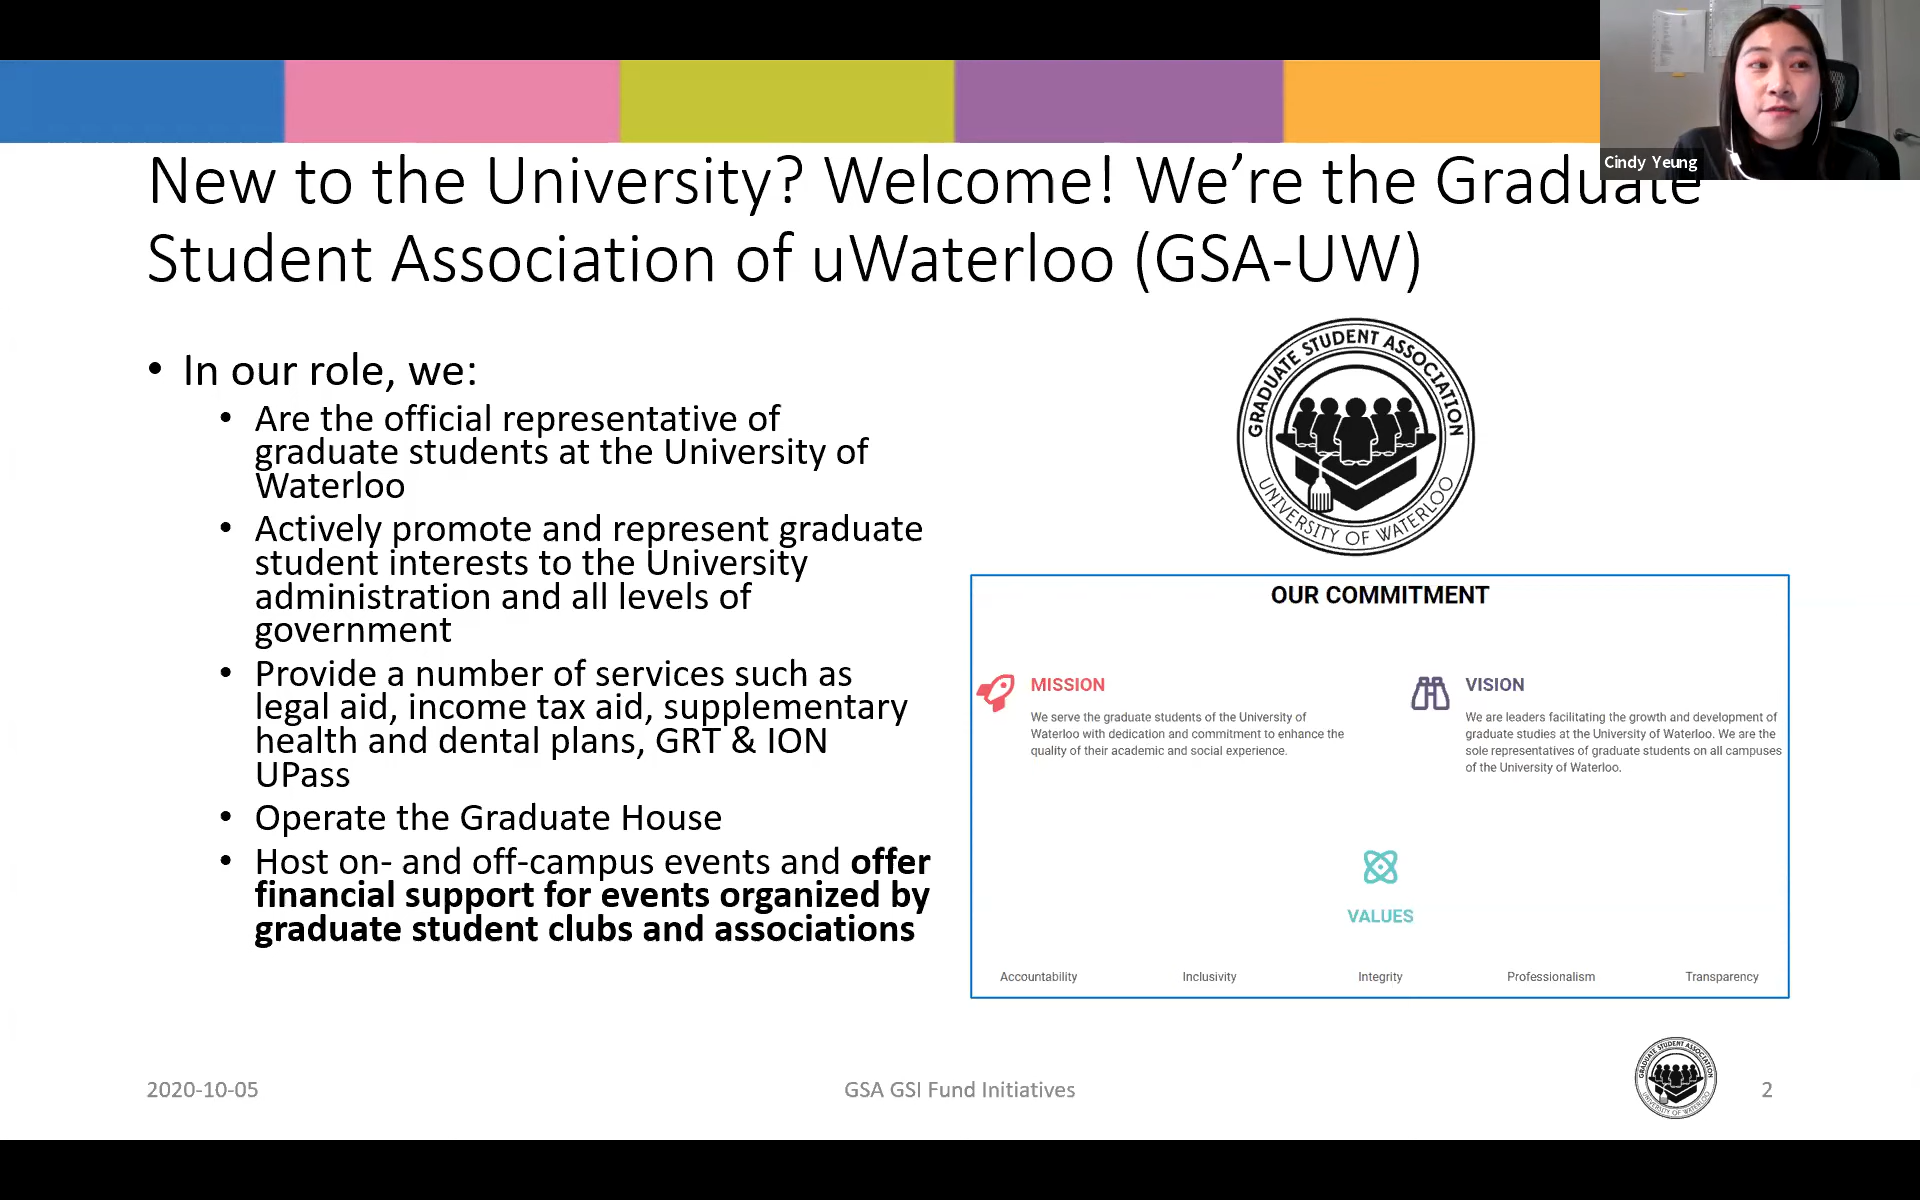 Cindy Yeung
New to the University? Welcome! We’re the Graduate
Student Association of uWaterloo (GSA-UW)
• In our role, we:
• Are the official representative of
graduate students at the University of
Waterloo
• Actively promote and represent graduate
student interests to the University
administration and all levels of
government
• Provide a number of services such as
legal aid, income tax aid, supplementary
health and dental plans, GRT & ION
UPass
• Operate the Graduate House
• Host on- and off-campus events and offer
financial support for events organized by
graduate student clubs and associations
GRADUATE STUDENT ASSOCIATION
UNIVERSITY OF WATERLOO
OUR COMMITMENT
MISSION
We serve the graduate students of the University of
Waterloo with dedication and commitment to enhance the
quality of their academic and social experience.
VISION
We are leaders facilitating the growth and development of
graduate studies at the University of Waterloo. We are the
sole representatives of graduate students on all campuses
of the University of Waterloo.
VALUES
Accountability Inclusivity Integrity Professionalism Transparency
2020-10-05
GSA GSI Fund Initiatives
GRADUATE STUDENT ASSOCIATION
UNIVERSITY OF WATERLOO
2